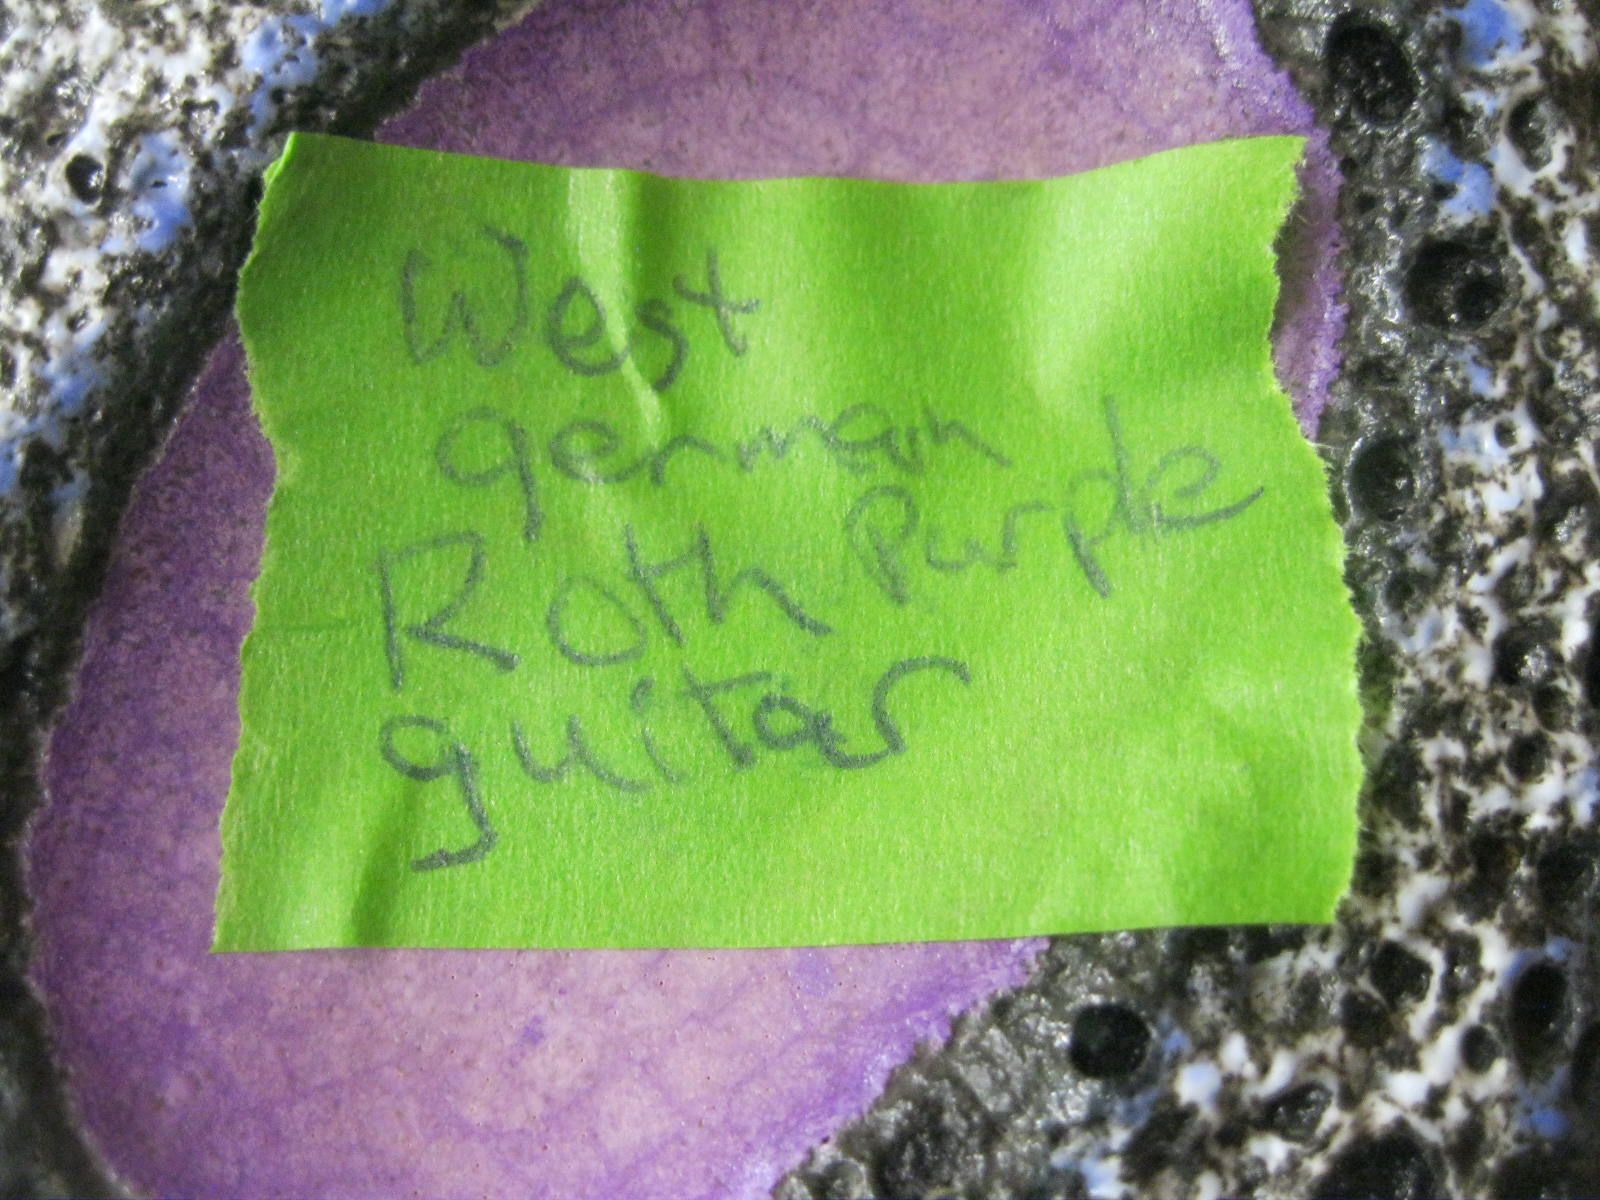 West
german
Roth Purple
guitar